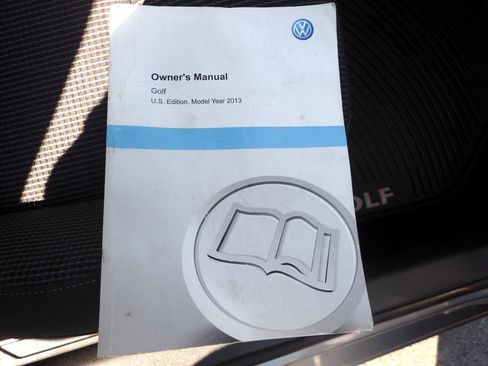 Owner's Manual
Golf
U.S. Edition, Model Year 2013
OLF